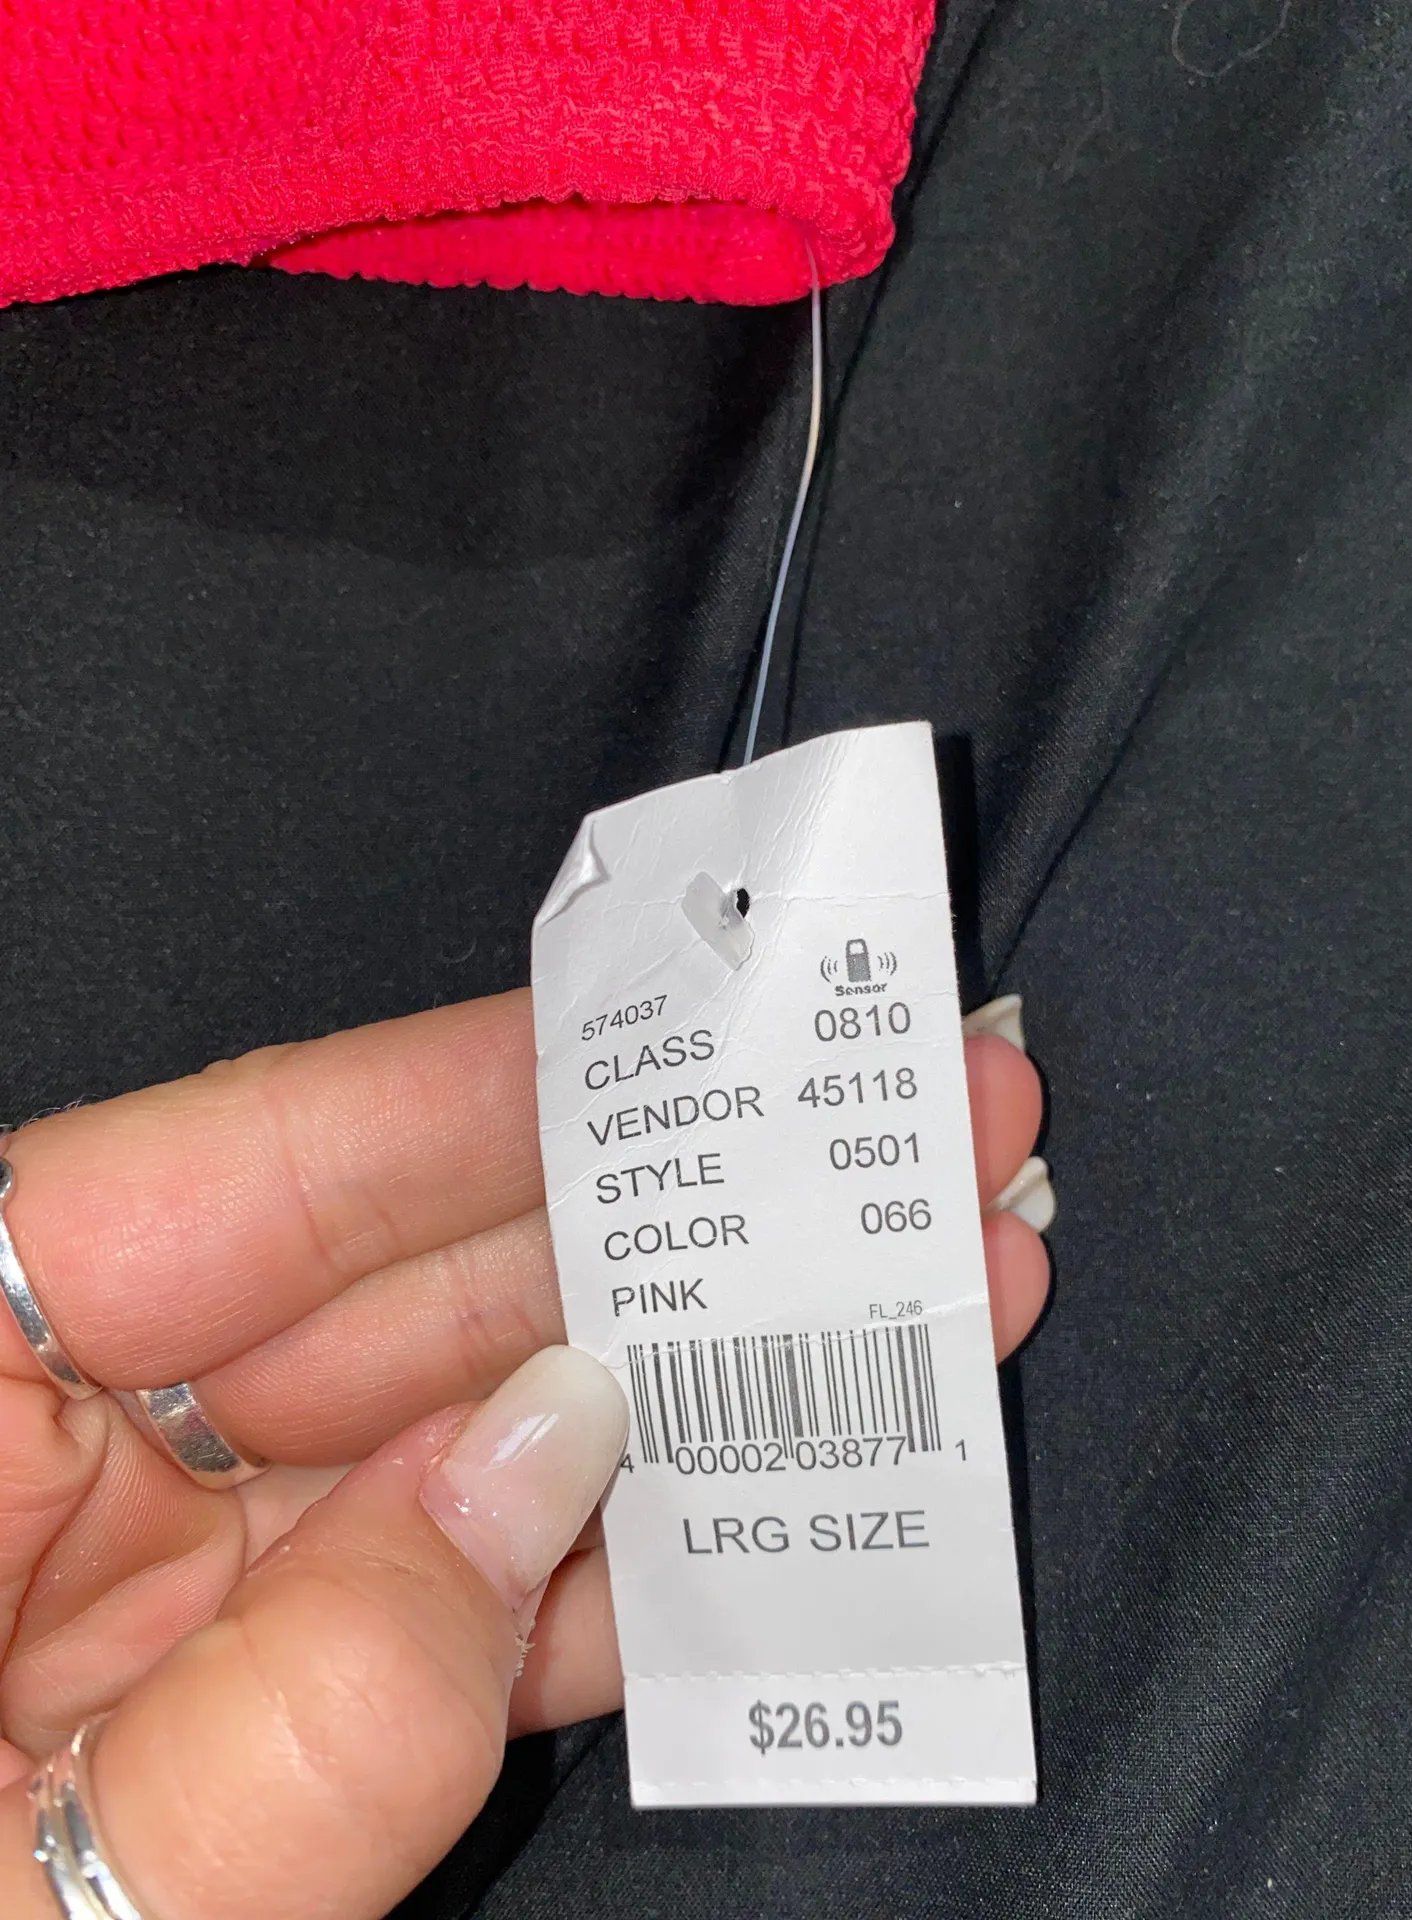 Sensor
574037
CLASS 0810
VENDOR 45118
STYLE 0501
COLOR 066
PINK
FL_246
4 00002 03877 1
LRG SIZE
$26.95